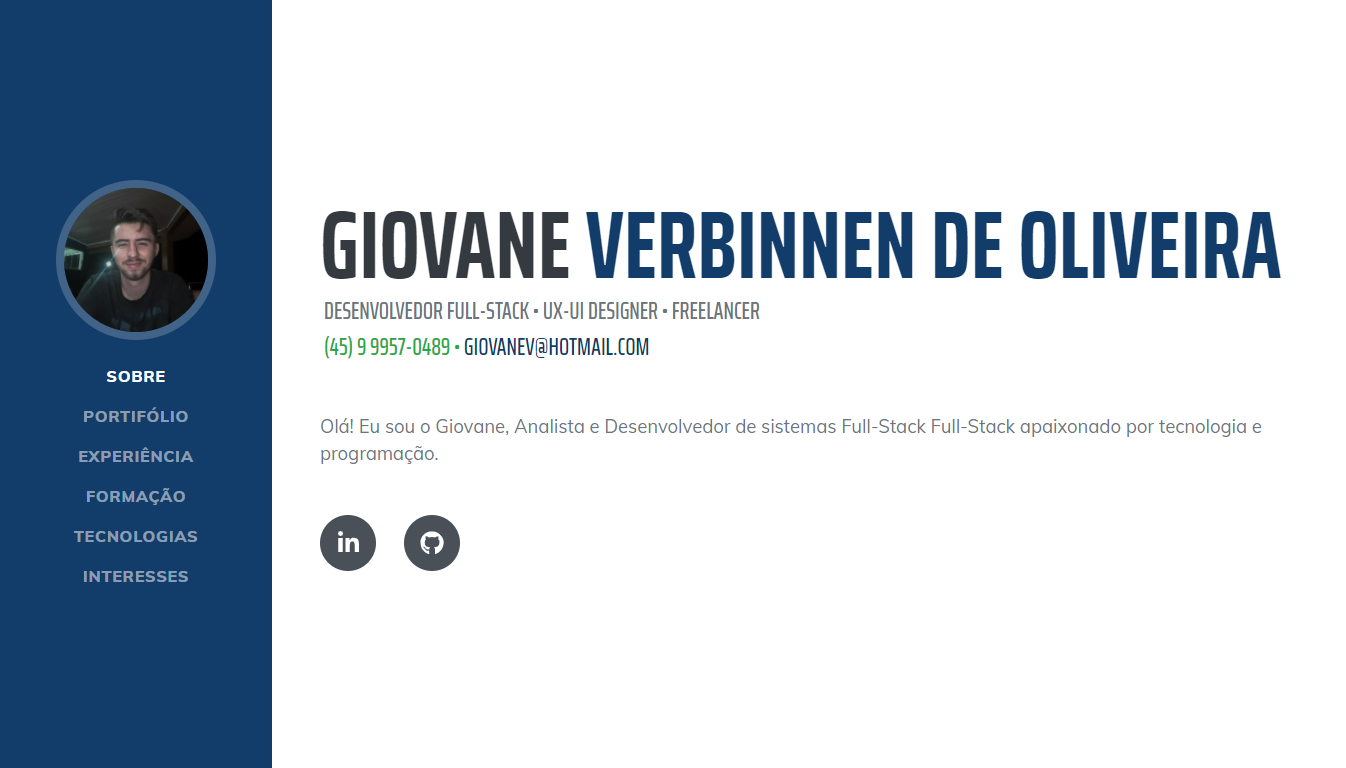 SOBRE
PORTIFÓLIO
EXPERIÊNCIA
FORMAÇÃO
TECNOLOGIAS
INTERESSES
GIOVANE VERBINNEN DE OLIVEIRA
DESENVOLVEDOR FULL-STACK • UX-UI DESIGNER • FREELANCER
(45) 9 9957-0489 • GIOVANEV@HOTMAIL.COM
Olá! Eu sou o Giovane, Analista e Desenvolvedor de sistemas Full-Stack Full-Stack apaixonado por tecnologia e
programação.
in